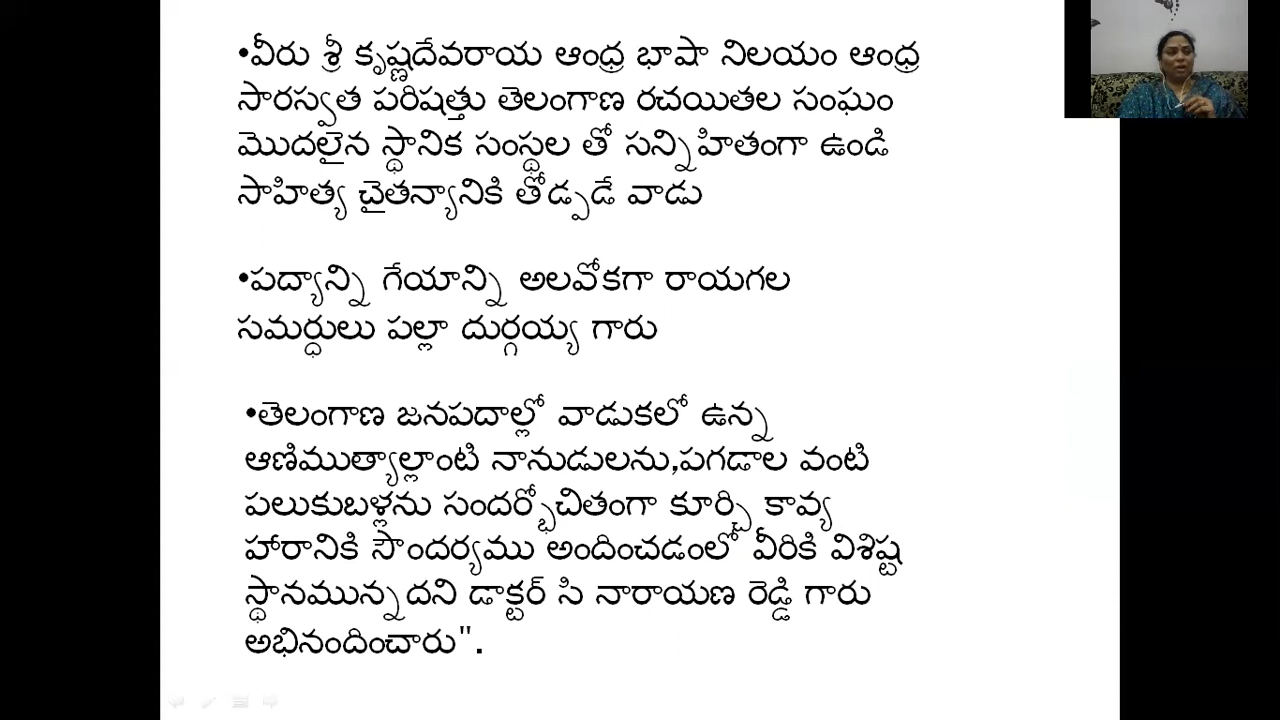 •వీరు శ్రీ కృష్ణదేవరాయ ఆంధ్ర భాషా నిలయం ఆంధ్ర
సారస్వత పరిషత్తు తెలంగాణ రచయితల సంఘం
మొదలైన స్థానిక సంస్థల తో సన్నిహితంగా ఉండి
సాహిత్య చైతన్యానికి తోడ్పడే వాడు
•పద్యాన్ని గేయాన్ని అలవోకగా రాయగల
సమర్ధులు పల్లా దుర్గయ్య గారు
•తెలంగాణ జనపదాల్లో వాడుకలో ఉన్న
ఆణిముత్యాల్లాంటి నానుడులను,పగడాల వంటి
పలుకుబళ్లను సందర్భోచితంగా కూర్చి కావ్య
హారానికి సౌందర్యము అందించడంలో వీరికి విశిష్ట
స్థానమున్నదని డాక్టర్ సి నారాయణ రెడ్డి గారు
అభినందించారు".